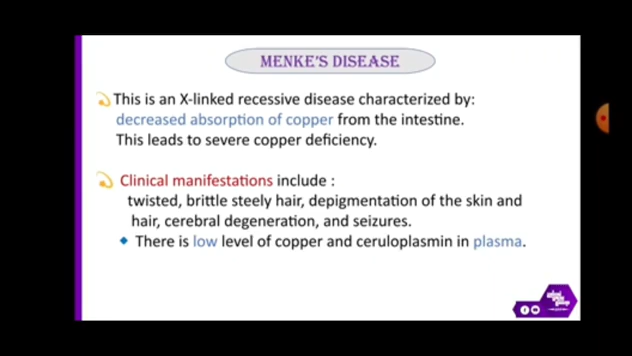 MENKE'S DISEASE
This is an X-linked recessive disease characterized by:
decreased absorption of copper from the intestine.
This leads to severe copper deficiency.
Clinical manifestations include :
twisted, brittle steely hair, depigmentation of the skin and
hair, cerebral degeneration, and seizures.
There is low level of copper and ceruloplasmin in plasma.